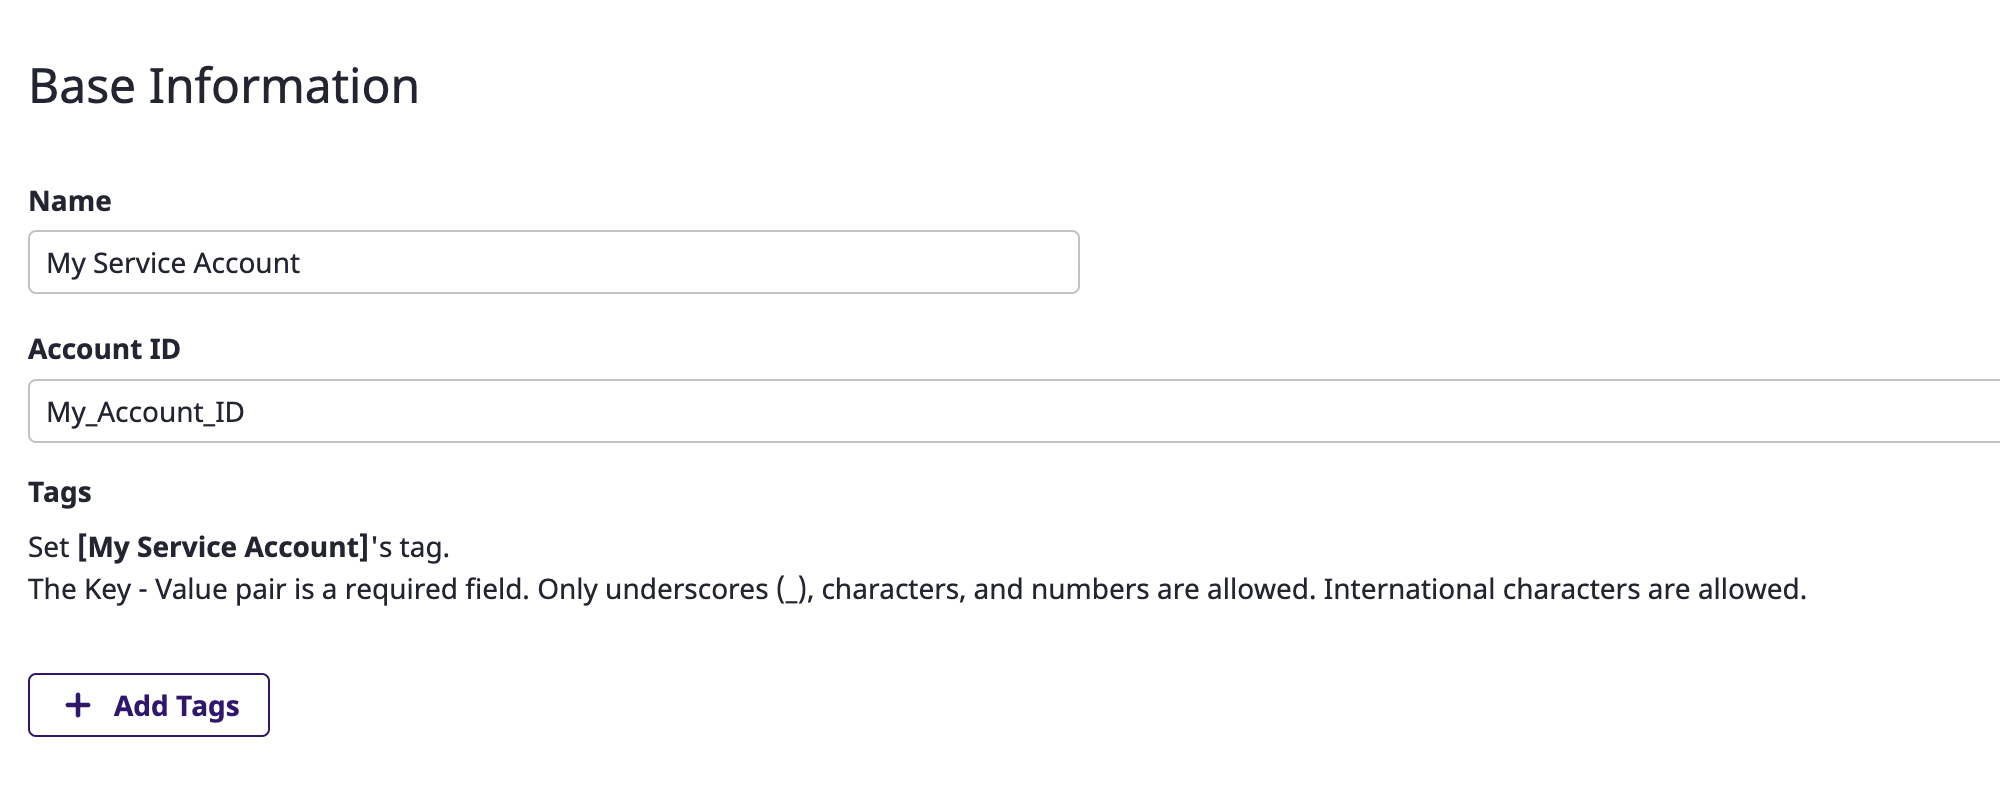 Base Information
Name
My Service Account
Account ID
My_Account_ID
Tags
Set [My Service Account]'s tag.
The Key - Value pair is a required field. Only underscores (_), characters, and numbers are allowed. International characters are allowed.
+ Add Tags